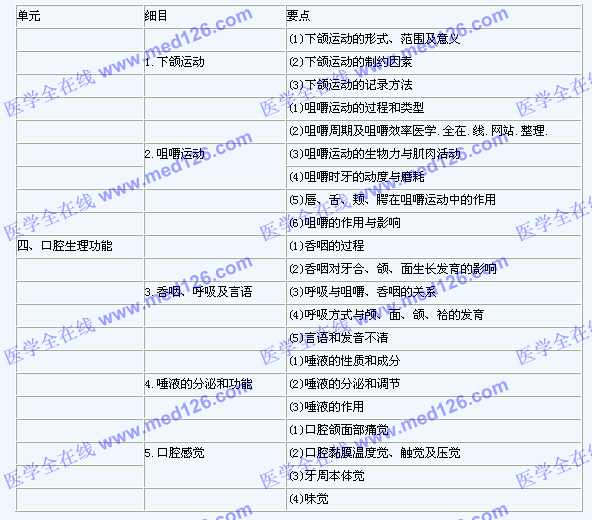 单元 细目 要点
(1)下颌运动的形式、范围及意义
1.下颌运动 (2)下颌运动的制约因素
(3)下颌运动的记录方法
(1)咀嚼运动的过程和类型
(2)咀嚼周期及咀嚼效率医学.全在.线.网站.整理.
2.咀嚼运动 (3)咀嚼运动的生物力与肌肉活动
(4)咀嚼时牙的动度与磨耗
(5)唇、舌、颊、腭在咀嚼运动中的作用
(6)咀嚼的作用与影响
四、口腔生理功能 (1)吞咽的过程
(2)吞咽对牙合、颌、面生长发育的影响
3.吞咽、呼吸及言语 (3)呼吸与咀嚼、吞咽的关系
(4)呼吸方式与颅、面、颌、袷的发育
(5)言语和发音不清
(1)唾液的性质和成分
4.唾液的分泌和功能 (2)唾液的分泌和调节
(3)唾液的作用
(1)口腔颌面部痛觉
5.口腔感觉 (2)口腔黏膜温度觉、触觉及压觉
(3)牙周本体觉
(4)味觉
医学全在线 www.med126.com